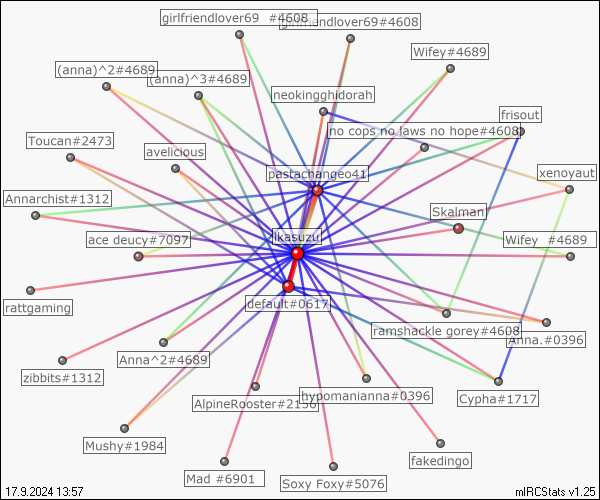 girlfriendlover69 #4608
girlfriendlover69#4608
Wifey#4689
(anna)^2#4689
(anna)^3#4689
neokingghidorah
frisout
no cops no laws no hope#4608
Toucan#2473
avelicious
pastachangeo41
xenoyaut
Annarchist#1312
Skalman
ace deucy#7097
ikasuzu
Wifey #4689
rattgaming
default#0617
ramshackle gorey#4608
Anna.#0396
Anna^2#4689
zibbits#1312
AlpineRooster#2156
hypomanianna#0396
Cypha#1717
Mushy#1984
fakedingo
Mad #6901
Soxy Foxy#5076
17.9.2024 13:57
mIRCStats v1.25